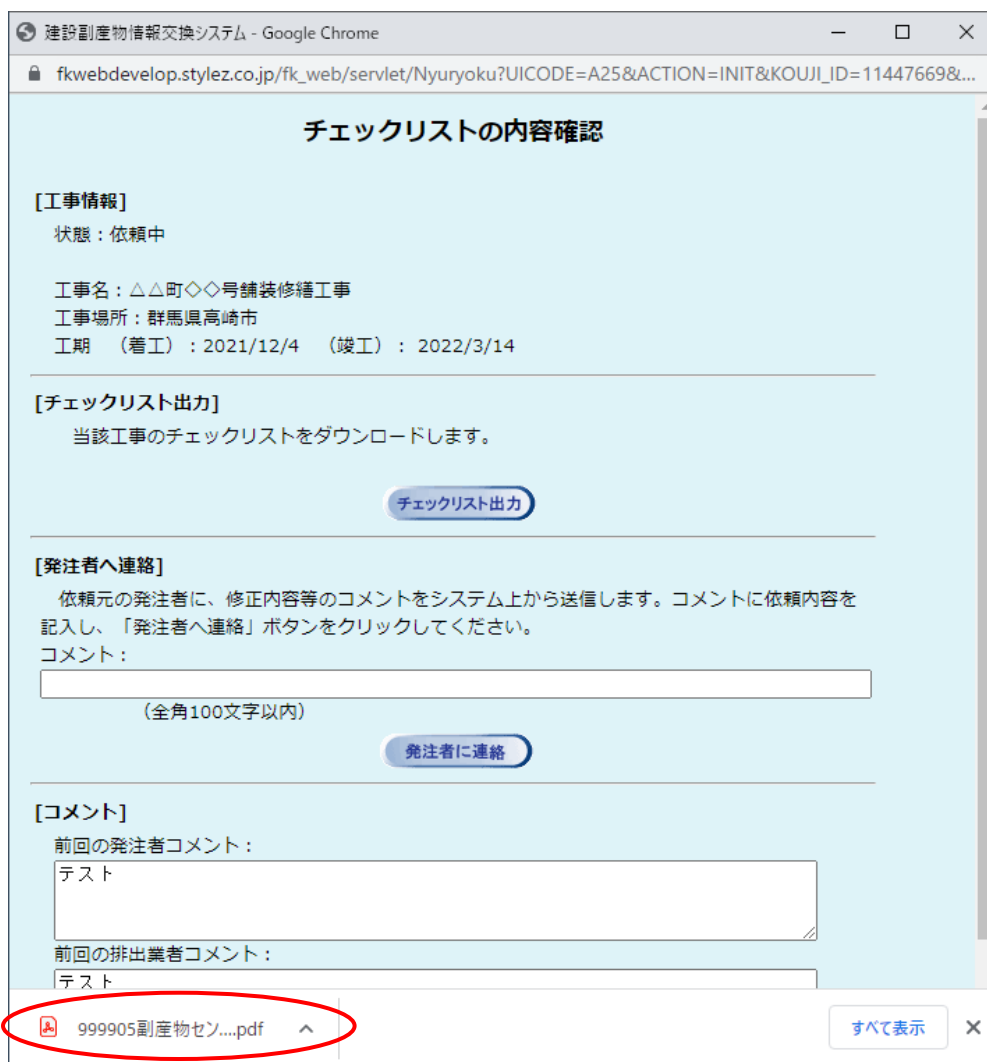 建設副産物情報交換システム - Google Chrome
fkwebdevelop.stylez.co.jp/fk_web/servlet/Nyuryoku?UICODE=A25&ACTION=INIT&KOUJI_ID=11447669&...
チェックリストの内容確認
[工事情報]
状態：依頼中
工事名：△△町◇◇号舗装修繕工事
工事場所：群馬県高崎市
工期　（着工）：2021/12/4　（竣工）： 2022/3/14
[チェックリスト出力]
当該工事のチェックリストをダウンロードします。
チェックリスト出力
[発注者へ連絡]
依頼元の発注者に、修正内容等のコメントをシステム上から送信します。コメントに依頼内容を
記入し、「発注者へ連絡」ボタンをクリックしてください。
コメント：
（全角100文字以内）
発注者に連絡
[コメント]
前回の発注者コメント：
テスト
前回の排出業者コメント：
テスト
999905副産物セン....pdf
すべて表示